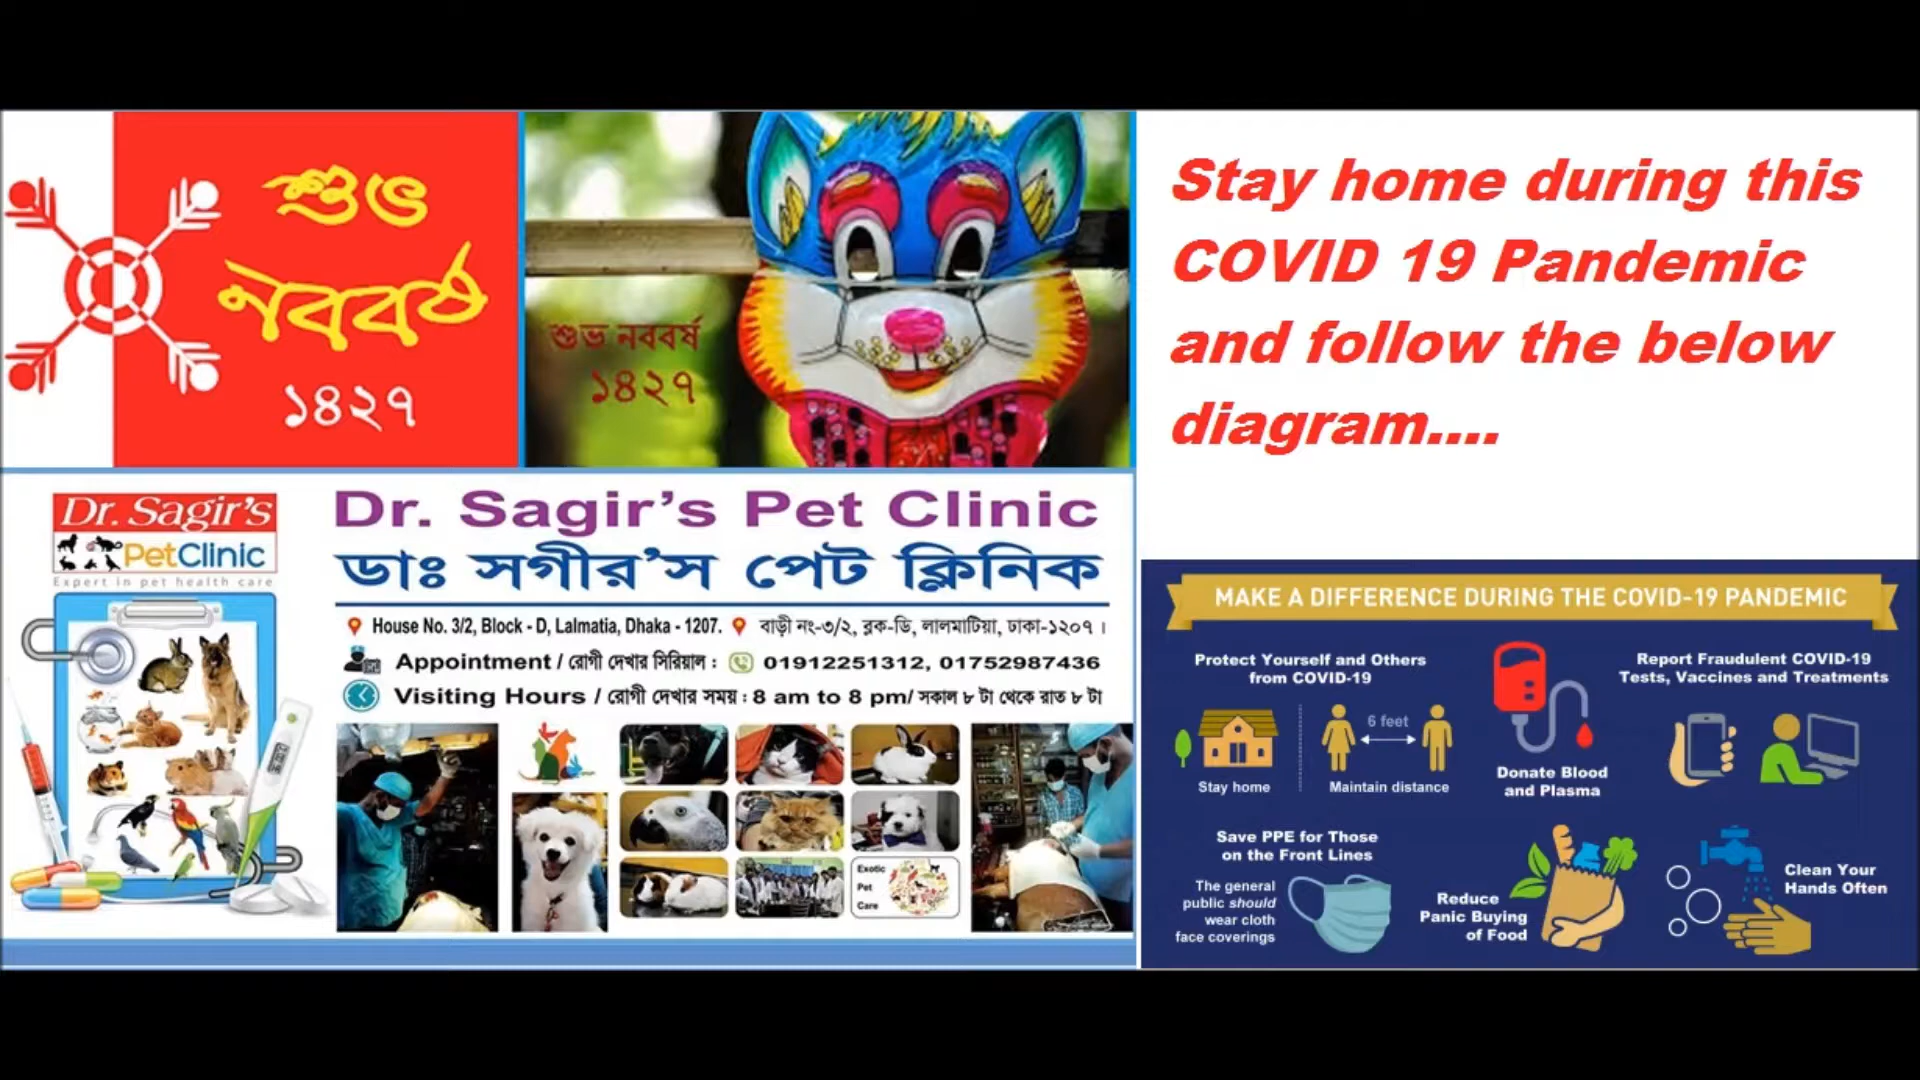 শুভ
নববর্ষ
১৪২৭
শুভ নববর্ষ
১৪২৭
Stay home during this
COVID 19 Pandemic
and follow the below
diagram....
Dr. Sagir's
PetClinic
Expert in pet health care
Dr. Sagir's Pet Clinic
ডাঃ সগীর'স পেট ক্লিনিক
House No. 3/2, Block - D, Lalmatia, Dhaka - 1207. বাড়ী নং-৩/২, ব্লক-ডি, লালমাটিয়া, ঢাকা-১২০৭।
Appointment / রোগী দেখার সিরিয়াল : 01912251312, 01752987436
Visiting Hours / রোগী দেখার সময় : 8 am to 8 pm/ সকাল ৮ টা থেকে রাত ৮ টা
Exotic
Pet
Care
MAKE A DIFFERENCE DURING THE COVID-19 PANDEMIC
Protect Yourself and Others
from COVID-19
6 feet
Stay home
Maintain distance
Donate Blood
and Plasma
Report Fraudulent COVID-19
Tests, Vaccines and Treatments
Save PPE for Those
on the Front Lines
The general
public should
wear cloth
face coverings
Reduce
Panic Buying
of Food
Clean Your
Hands Often